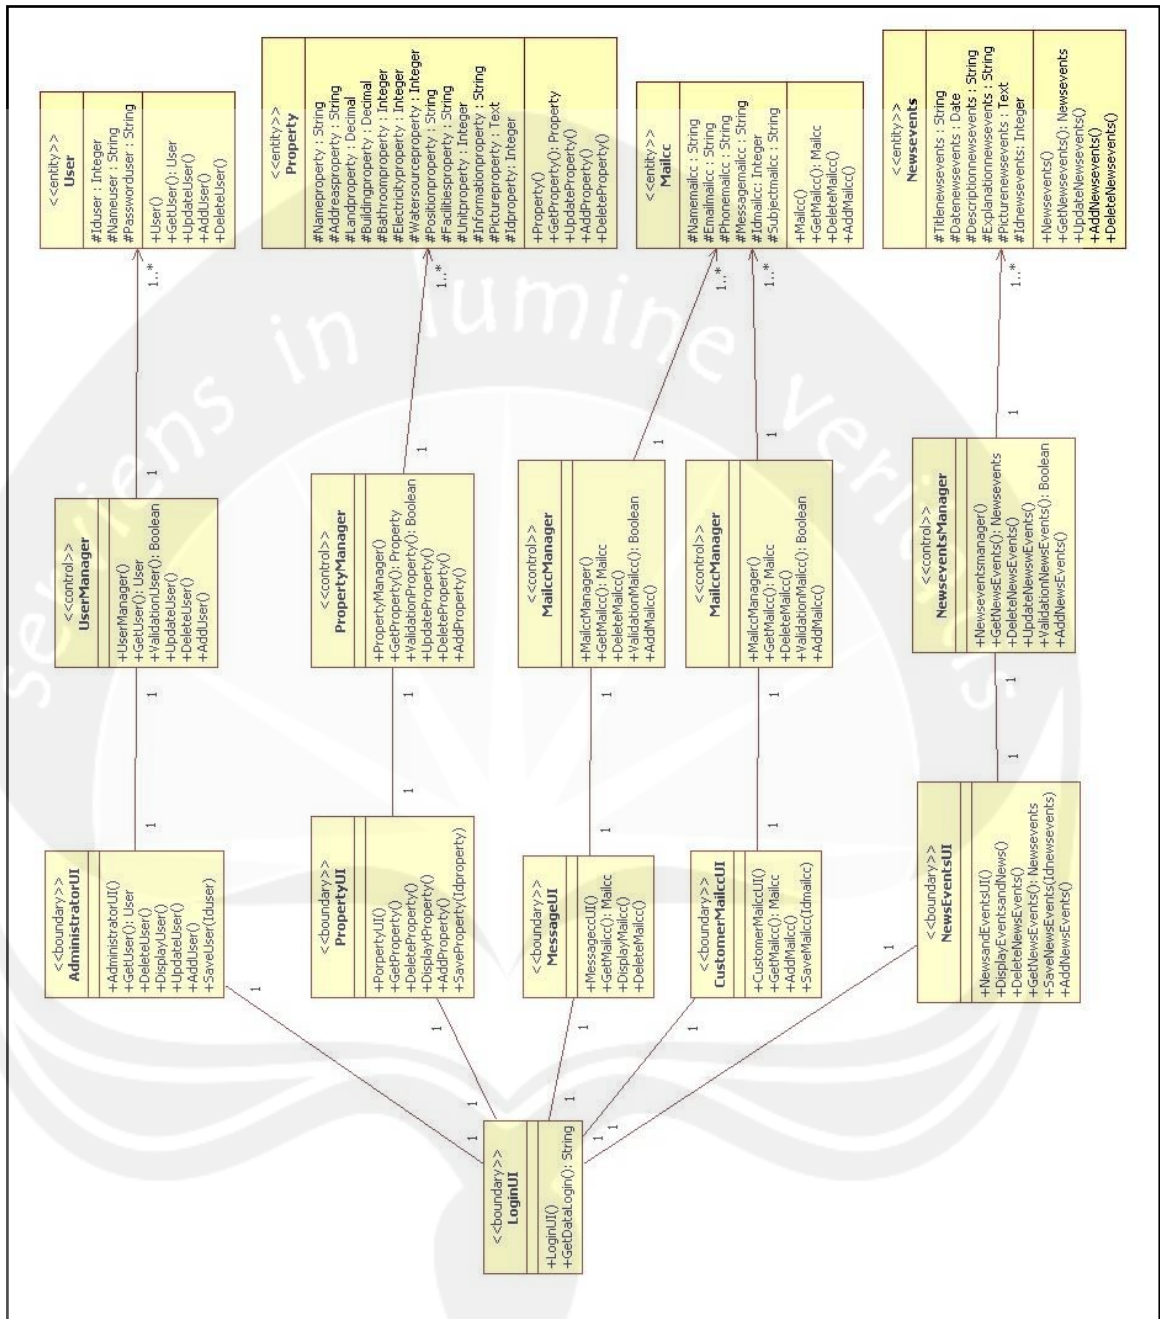 <<boundary>>
AdministratorUI
+AdministratorUI()
+GetUser(): User
+DeleteUser()
+DisplayUser()
+UpdateUser()
+AddUser()
+SaveUser(Iduser)
1
1
1
<<control>>
UserManager
+UserManager()
+GetUser(): User
+ValidationUser(): Boolean
+UpdateUser()
+DeleteUser()
+AddUser()
1
1..*
<<entity>>
User
#Iduser : Integer
#Nameuser : String
#Passworduser : String
+User()
+GetUser(): User
+UpdateUser()
+AddUser()
+DeleteUser()
<<boundary>>
PropertyUI
+PorpertyUI()
+GetProperty()
+DeleteProperty()
+DisplaytProperty()
+AddProperty()
+SaveProperty(Idproperty)
1
1
1
<<control>>
PropertyManager
+PropertyManager()
+GetProperty(): Property
+ValidationProperty(): Boolean
+UpdateProperty()
+DeleteProperty()
+AddProperty()
1
1..*
<<entity>>
Property
#Nameproperty : String
#Addreasproperty : String
#Landproperty : Decimal
#Buildingproperty : Decimal
#Bathromproperty : Integer
#Electricityproperty : Integer
#Watersourceproperty : Integer
#Positionproperty : String
#Facilitiesproperty : String
#Unitproperty : Integer
#Informationproperty : String
#Pictureproperty : Text
#Idproperty: Integer
+Property()
+GetProperty(): Property
+UpdateProperty()
+AddProperty()
+DeleteProperty()
<<boundary>>
LoginUI
+LoginUI()
+GetDataLogin(): String
1
1
1
1
1
<<boundary>>
MessageUI
+MessageccUI()
+GetMailcc(): Mailcc
+DisplayMailcc()
+DeleteMailcc()
1
1
1
<<control>>
MailccManager
+MailccManager()
+GetMailcc(): Mailcc
+DeleteMailcc()
+ValidationMailcc(): Boolean
+AddMailcc()
1
1..*
<<entity>>
Mailcc
#Namemailcc : String
#Emailmailcc : String
#Phonemailcc : String
#Messagemailcc : String
#Idmailcc: Integer
#Subjectmailcc : String
+Mailcc()
+GetMailcc(): Mailcc
+DeleteMailcc()
+AddMailcc()
<<boundary>>
CustomerMailccUI
+CustomerMailccUI()
+GetMailcc(): Mailcc
+AddMailcc()
+SaveMailcc(Idmailcc)
1
1
1
<<control>>
MailccManager
+MailccManager()
+GetMailcc(): Mailcc
+DeleteMailcc()
+ValidationMailcc(): Boolean
+AddMailcc()
1
1..*
<<boundary>>
NewsEventsUI
+NewsandEventsUI()
+DisplayEventsandNews()
+DeleteNewsEvents()
+GetNewsEvents(): Newsevents
+SaveNewsEvents(Idnewsevents)
+AddNewsEvents()
1
1
1
<<control>>
NewseventsManager
+Newseventsmanager()
+GetNewsEvents(): Newsevents
+DeleteNewsEvents()
+UpdateNewswEvents()
+ValidationNewsEvents(): Boolean
+AddNewsEvents()
1
1..*
<<entity>>
Newsevents
#Titlenewsevents : String
#Datenewsevents : Date
#Descriptionnewsevents : String
#Explanationnewsevents : String
#Picturenewsevents : Text
#Idnewsevents: Integer
+Newsevents()
+GetNewsevents(): Newsevents
+UpdateNewsevents()
+AddNewsevents()
+DeleteNewsevents()
serviens in lumine veritatis